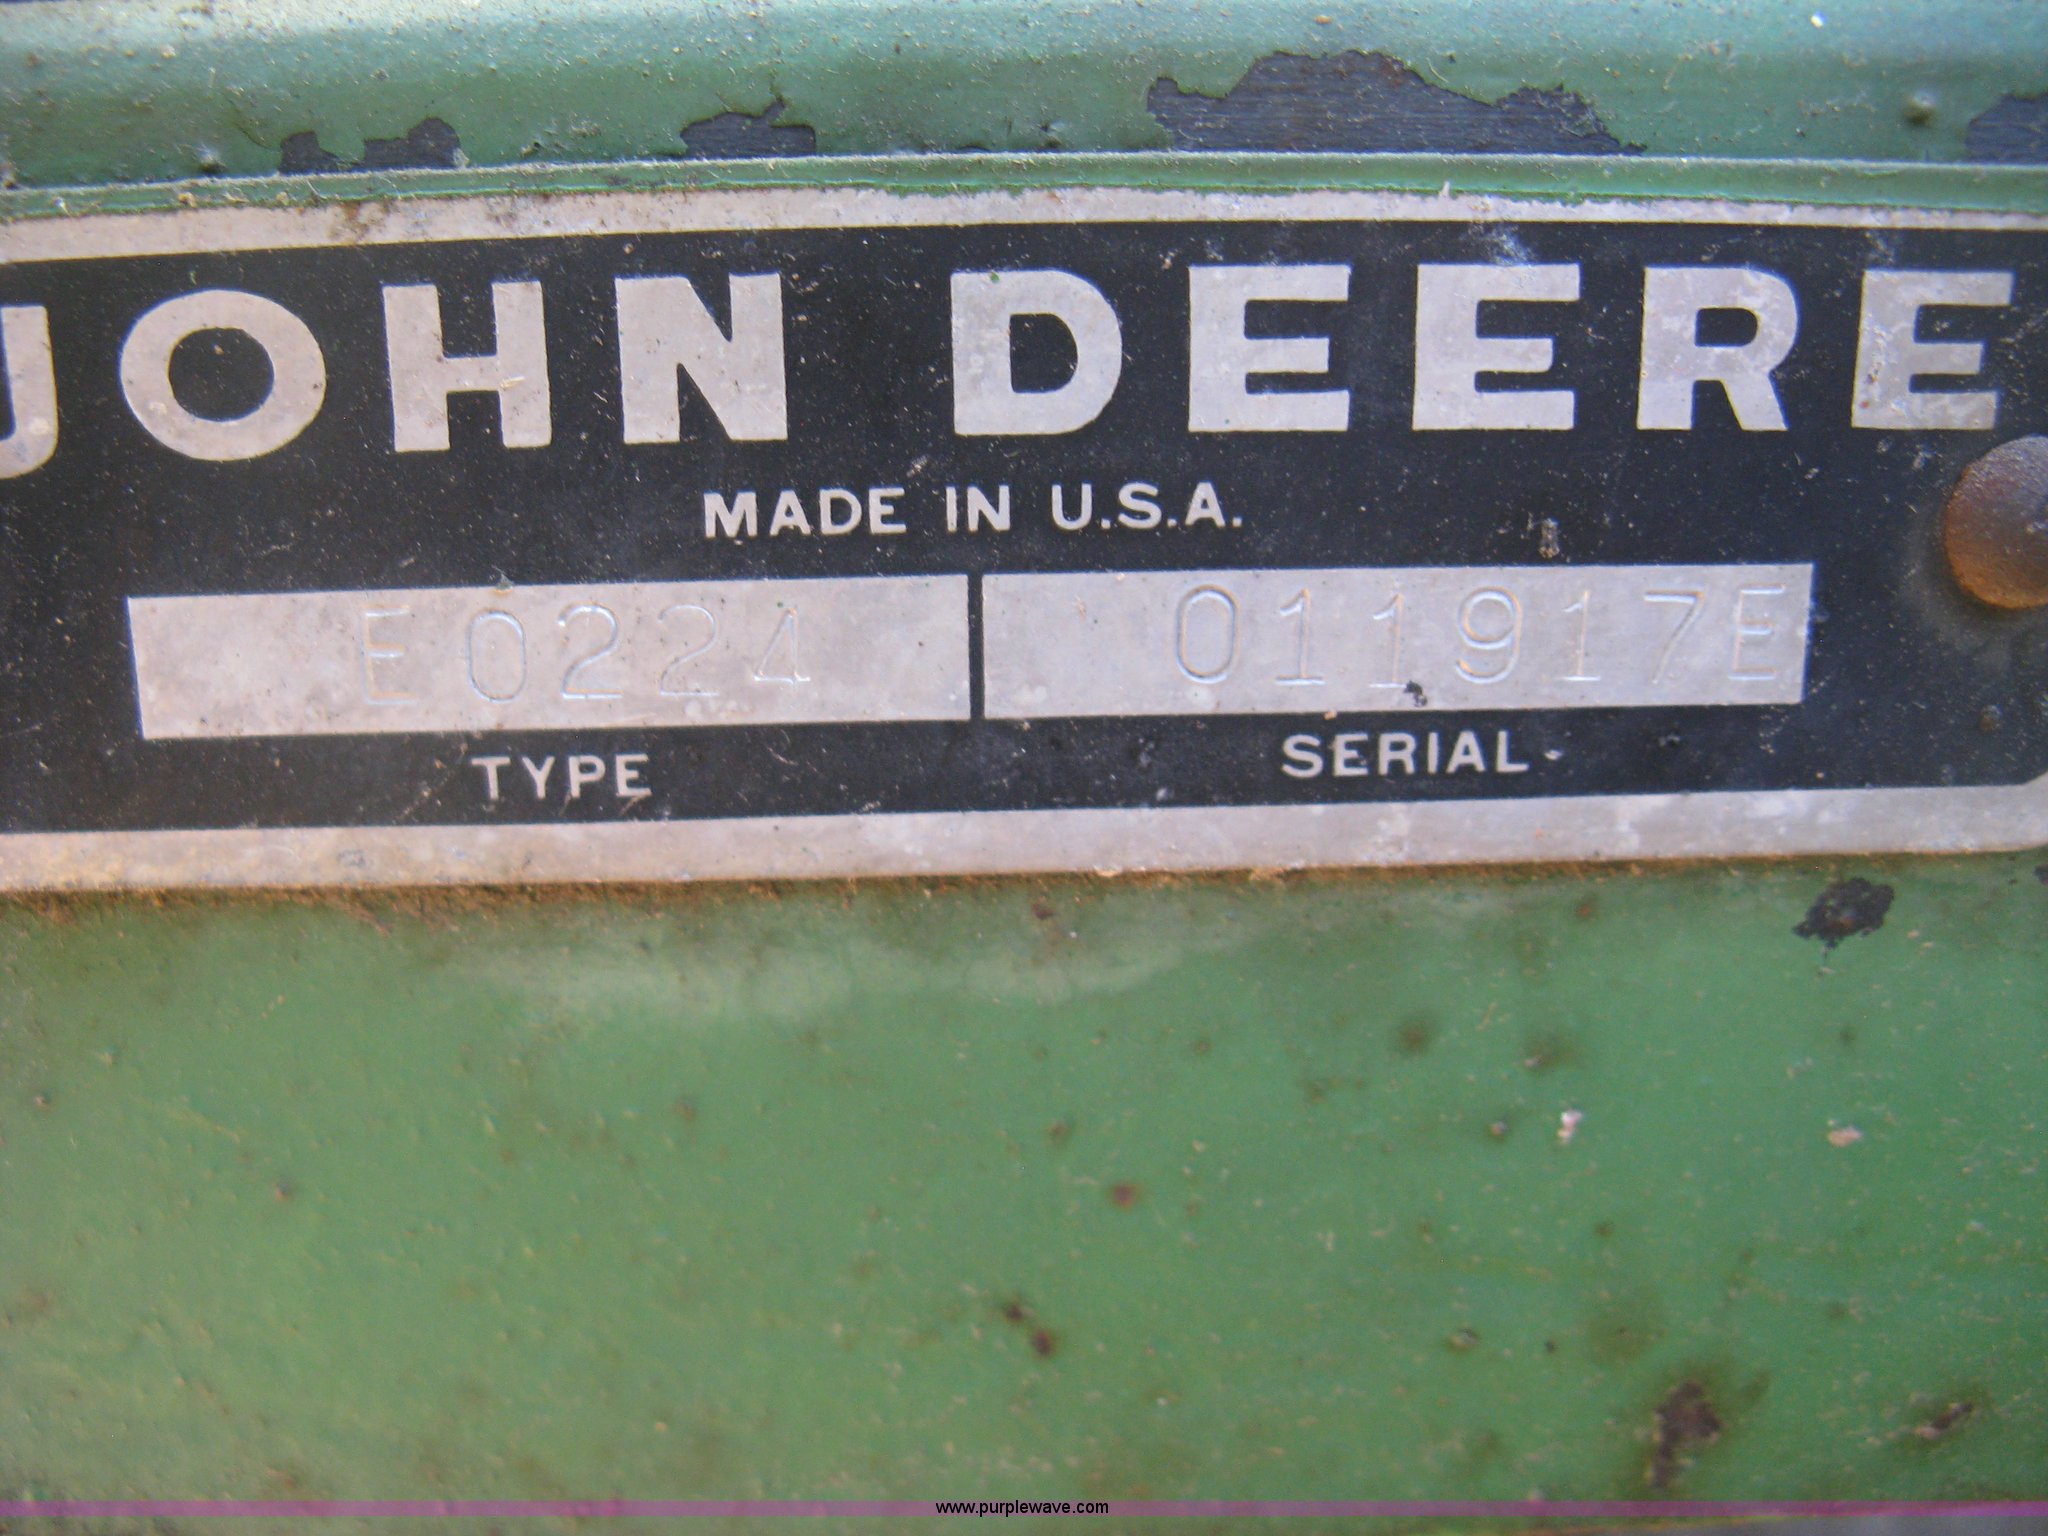 JOHN DEERE
MADE IN U.S.A.
E0224 011917E
TYPE SERIAL
www.purplewave.com